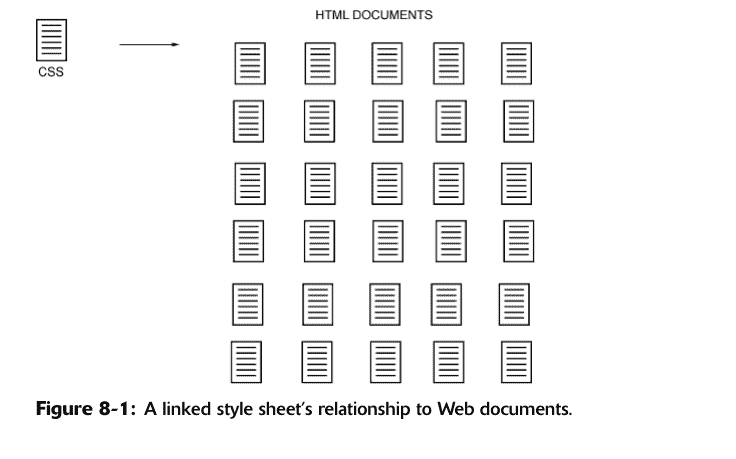 HTML DOCUMENTS
CSS
Figure 8-1: A linked style sheet's relationship to Web documents.